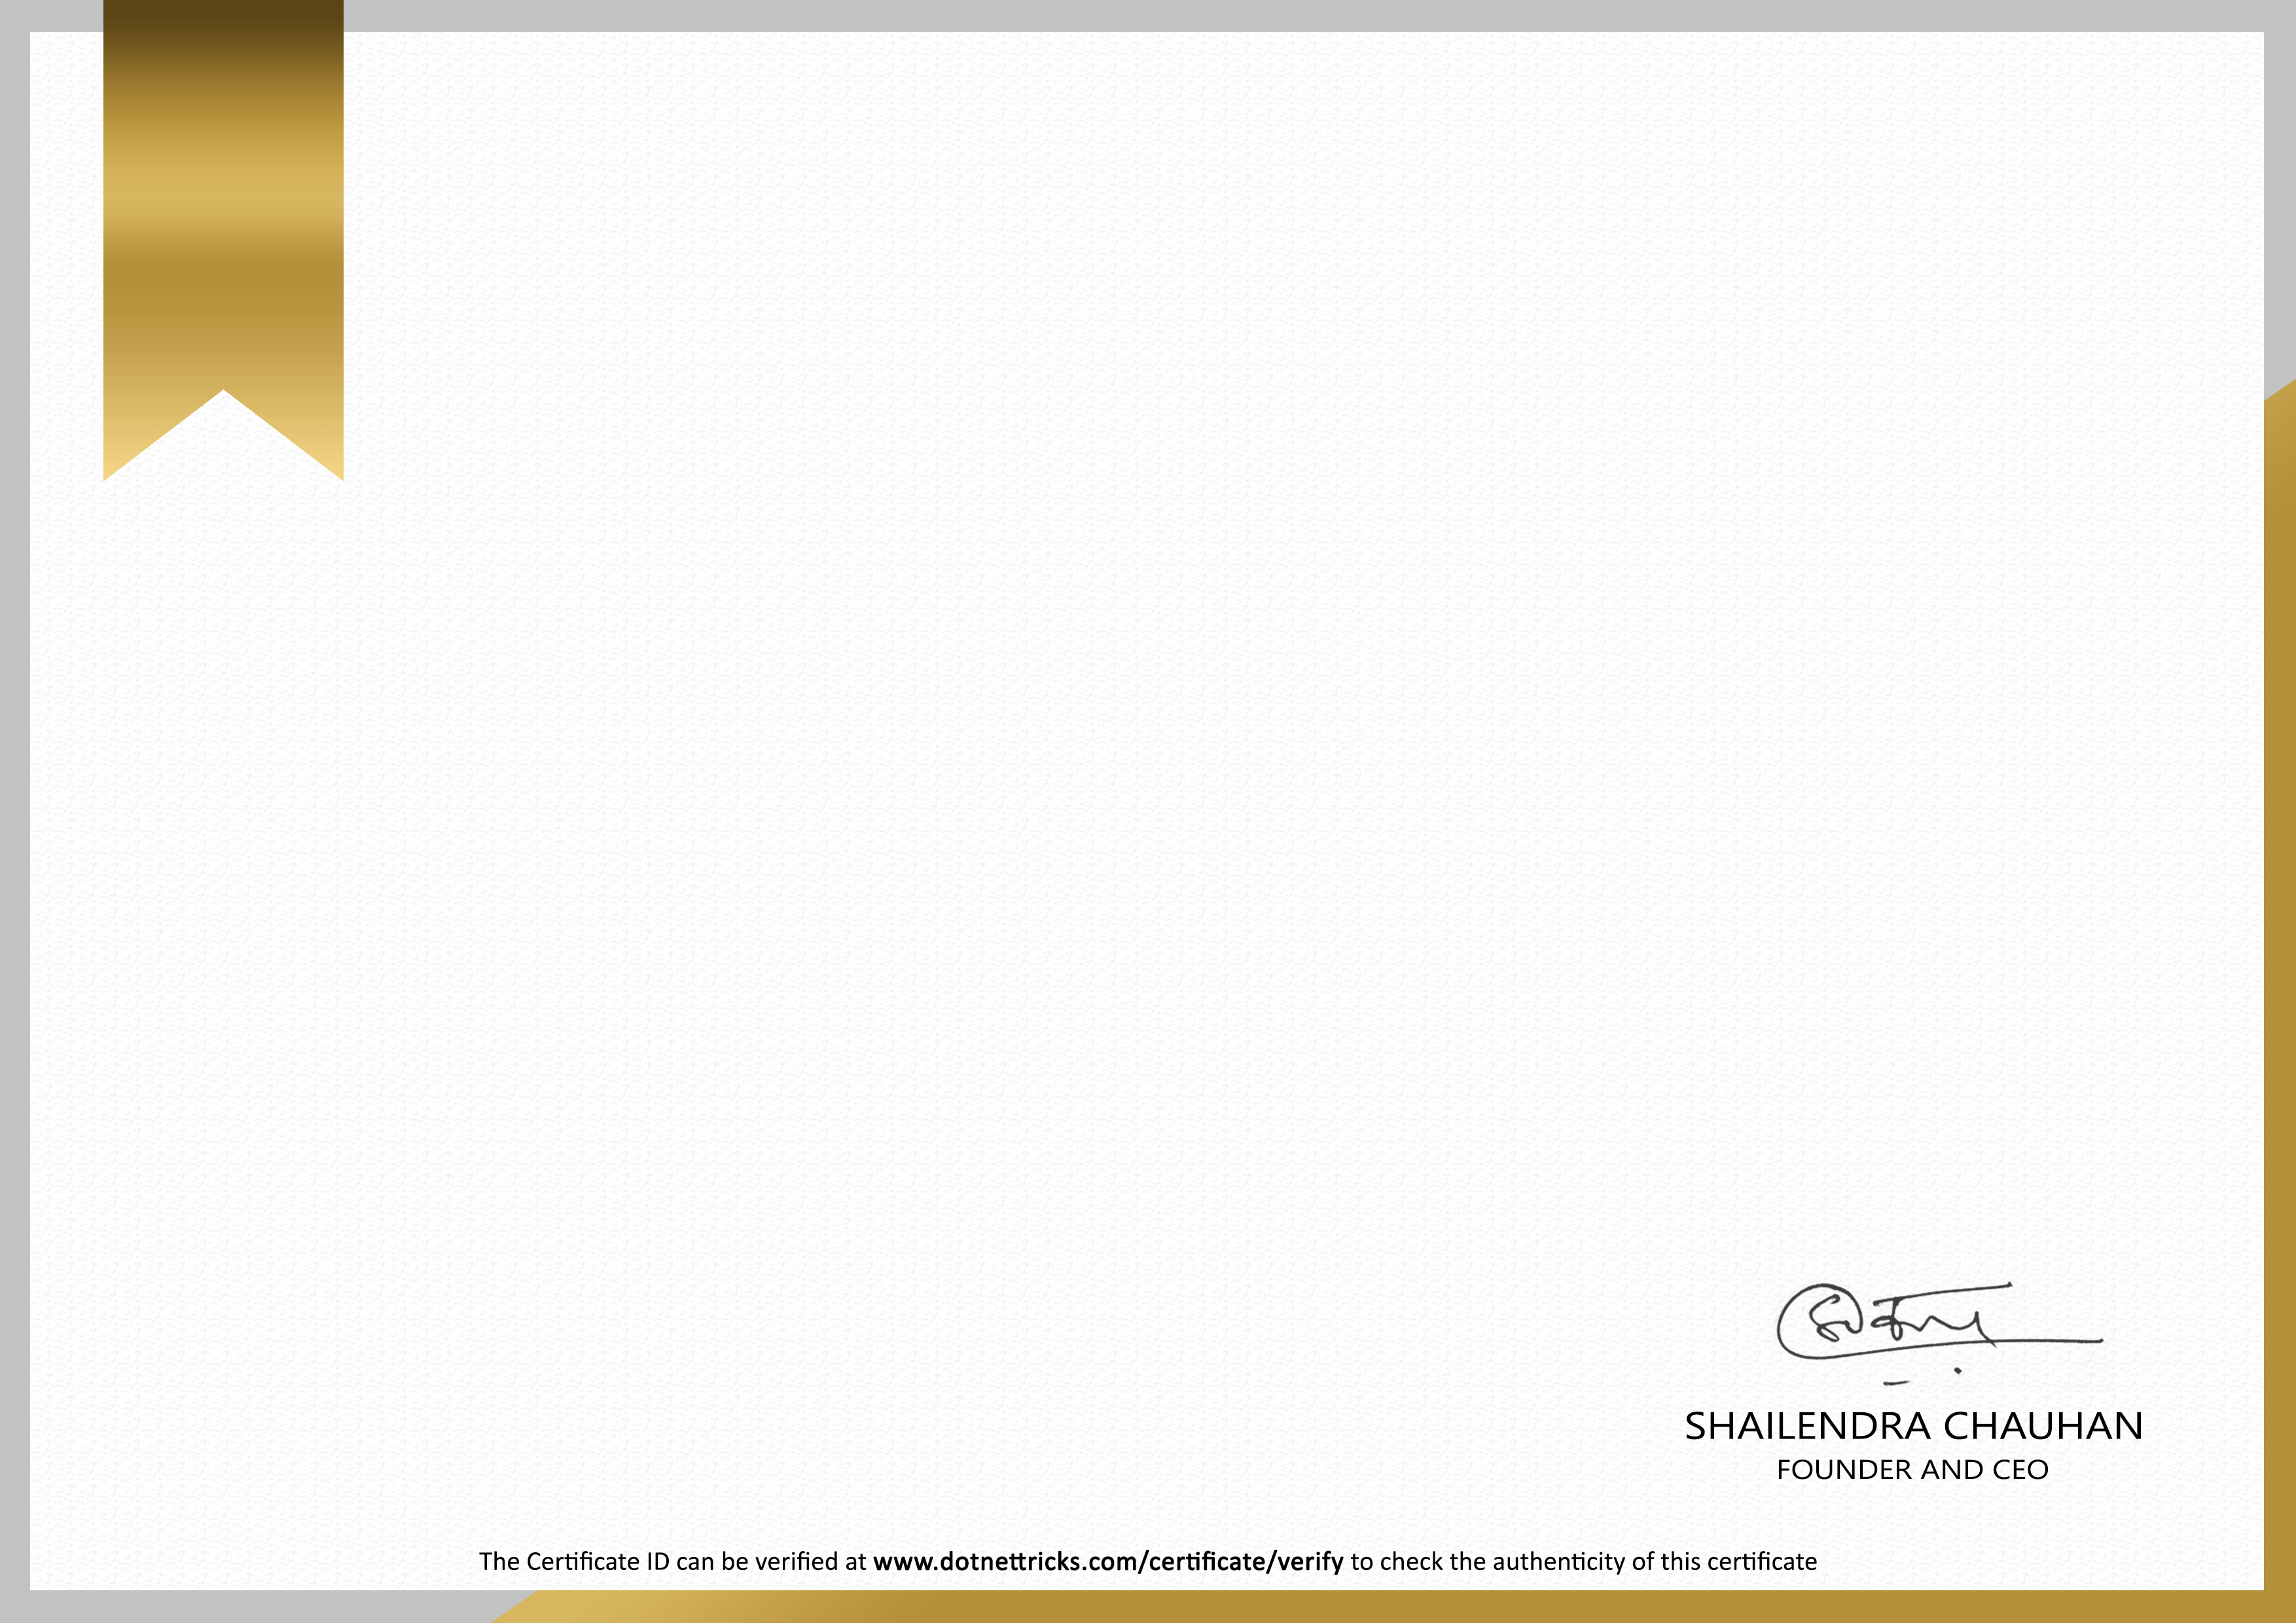 SHAILENDRA CHAUHAN
FOUNDER AND CEO
The Certificate ID can be verified at www.dotnettricks.com/certificate/verify to check the authenticity of this certificate